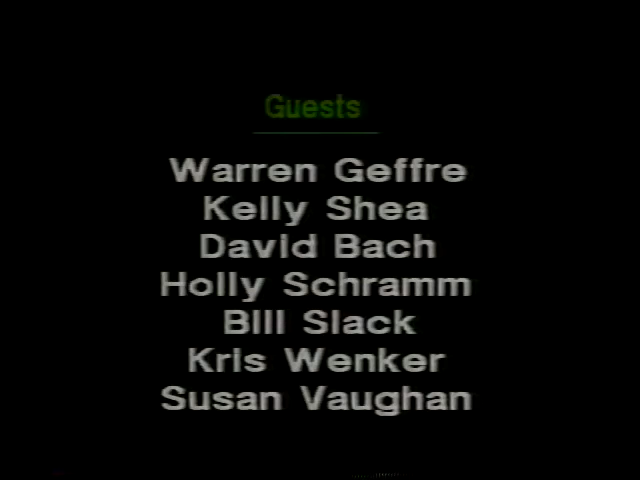 Guests
Warren Geffre
Kelly Shea
David Bach
Holly Schramm
Bill Slack
Kris Wenker
Susan Vaughan